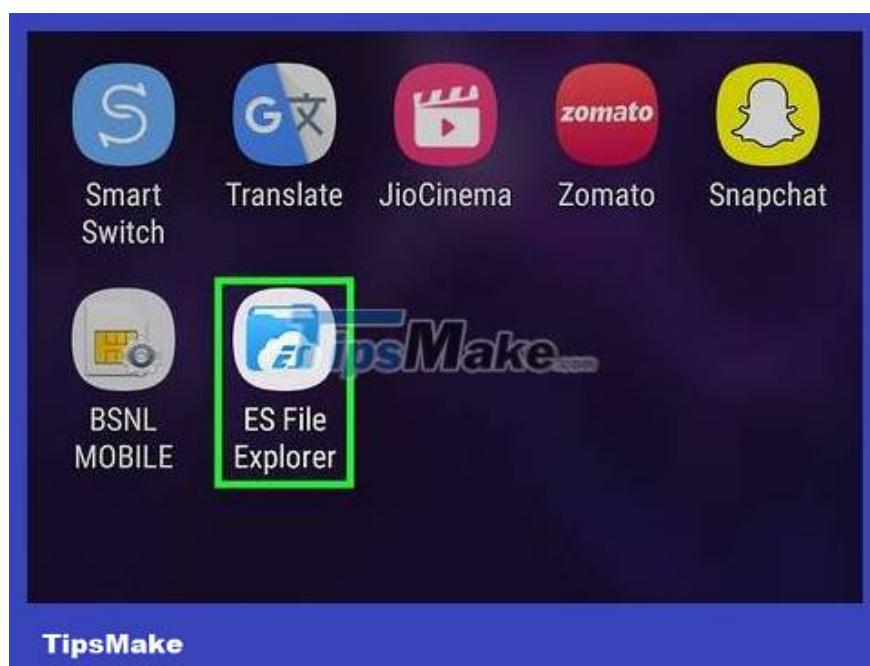 S
G 文
zomato
Smart
Switch
Translate
JioCinema
Zomato
Snapchat
ES
TipsMake.com
BSNL
MOBILE
ES File
Explorer
TipsMake